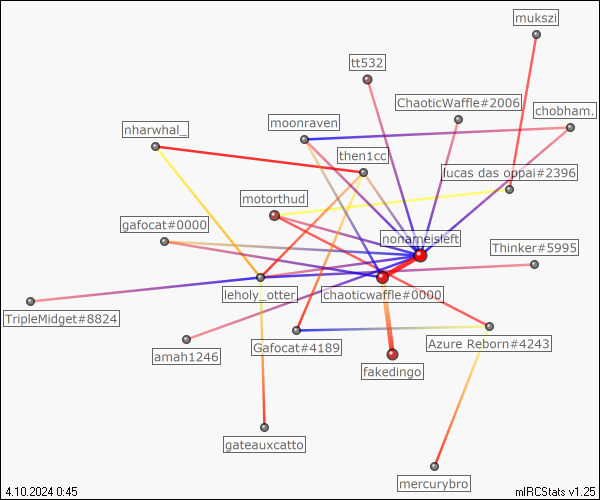 mukszi
tt532
ChaoticWaffle#2006
chobham.
moonraven
nharwhal_
then1cc
lucas das oppai#2396
motorthud
gafocat#0000
nonameisleft
Thinker#5995
leholy_otter
chaoticwaffle#0000
TripleMidget#8824
Gafocat#4189
Azure Reborn#4243
amah1246
fakedingo
gateauxcatto
mercurybro
4.10.2024 0:45
mIRCStats v1.25